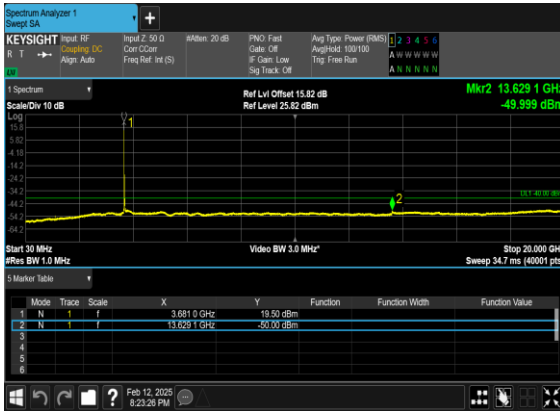 Spectrum Analyzer 1
Swept SA
+
KEYSIGHT Input: RF Input Z: 50 Ω #Atten: 20 dB PNO: Fast Avg Type: Power (RMS) 1 2 3 4 5 6
R T Coupling: DC Corr CCorr Gate: Off Avg|Hold: 100/100 A W W W W W
Align: Auto Freq Ref: Int (S) IF Gain: Low Trig: Free Run
LXI Sig Track: Off A N N N N N
1 Spectrum Ref Lvl Offset 15.82 dB Mkr2 13.629 1 GHz
Scale/Div 10 dB Ref Level 25.82 dBm -49.999 dBm
Log
15.8
5.82
-4.18
-14.2
-24.2
-34.2
-44.2
-54.2
-64.2
1
2
DL1 -40.00 dBm
Start 30 MHz Video BW 3.0 MHz* Stop 20.000 GHz
#Res BW 1.0 MHz Sweep 34.7 ms (40001 pts)
5 Marker Table
Mode Trace Scale X Y Function Function Width Function Value
1 N 1 f 3.681 0 GHz 19.50 dBm
2 N 1 f 13.629 1 GHz -50.00 dBm
3
4
5
6
? Feb 12, 2025
8:23:26 PM